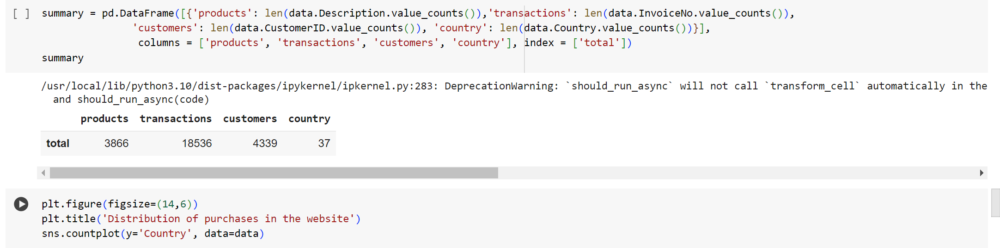 [ ] summary = pd.DataFrame([{'products': len(data.Description.value_counts()),'transactions': len(data.InvoiceNo.value_counts()),
'customers': len(data.CustomerID.value_counts()), 'country': len(data.Country.value_counts())}],
columns = ['products', 'transactions', 'customers', 'country'], index = ['total'])
summary
/usr/local/lib/python3.10/dist-packages/ipykernel/ipkernel.py:283: DeprecationWarning: `should_run_async` will not call `transform_cell` automatically in the
and should_run_async(code)
products transactions customers country
total 3866 18536 4339 37
plt.figure(figsize=(14,6))
plt.title('Distribution of purchases in the website')
sns.countplot(y='Country', data=data)